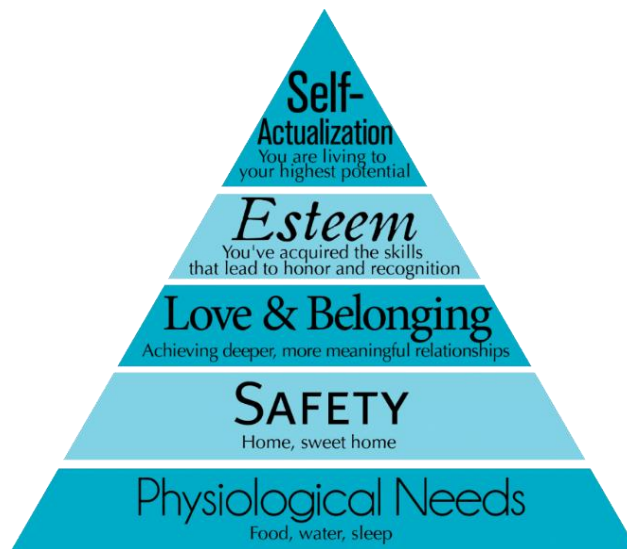 Self-
Actualization
You are living to
your highest potential
Esteem
You've acquired the skills
that lead to honor and recognition
Love & Belonging
Achieving deeper, more meaningful relationships
SAFETY
Home, sweet home
Physiological Needs
Food, water, sleep